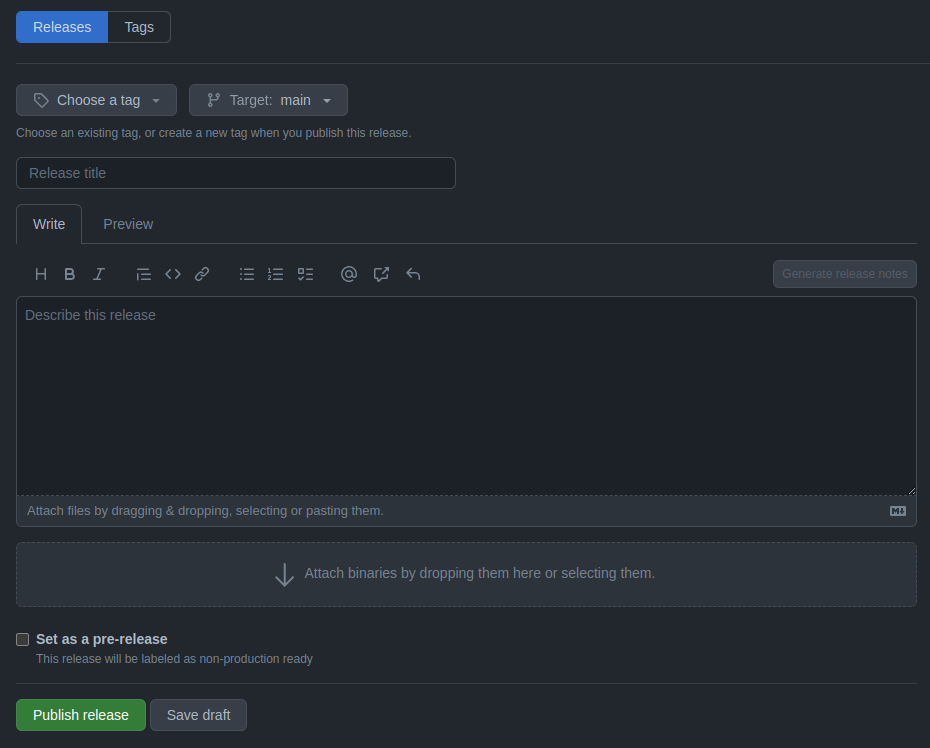 Releases Tags
Choose a tag Target: main
Choose an existing tag, or create a new tag when you publish this release.
Release title
Write Preview
Generate release notes
Describe this release
Attach files by dragging & dropping, selecting or pasting them.
Attach binaries by dropping them here or selecting them.
Set as a pre-release
This release will be labeled as non-production ready
Publish release Save draft